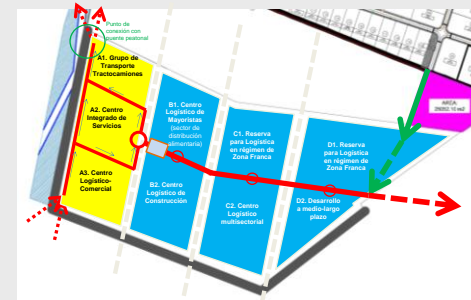 Punto de
conexión con
puente peatonal
A1. Grupo de
Transporte
Tractocamiones
A2. Centro
Integrado de
Servicios
A3. Centro
Logístico-
Comercial
B1. Centro
Logístico de
Mayoristas
(sector de
distribución
alimentaria)
B2. Centro
Logístico de
Construcción
C1. Reserva
para Logística
en régimen de
Zona Franca
C2. Centro
Logístico
multisectorial
D1. Reserva
para Logística
en régimen de
Zona Franca
D2. Desarrollo
a medio-largo
plazo